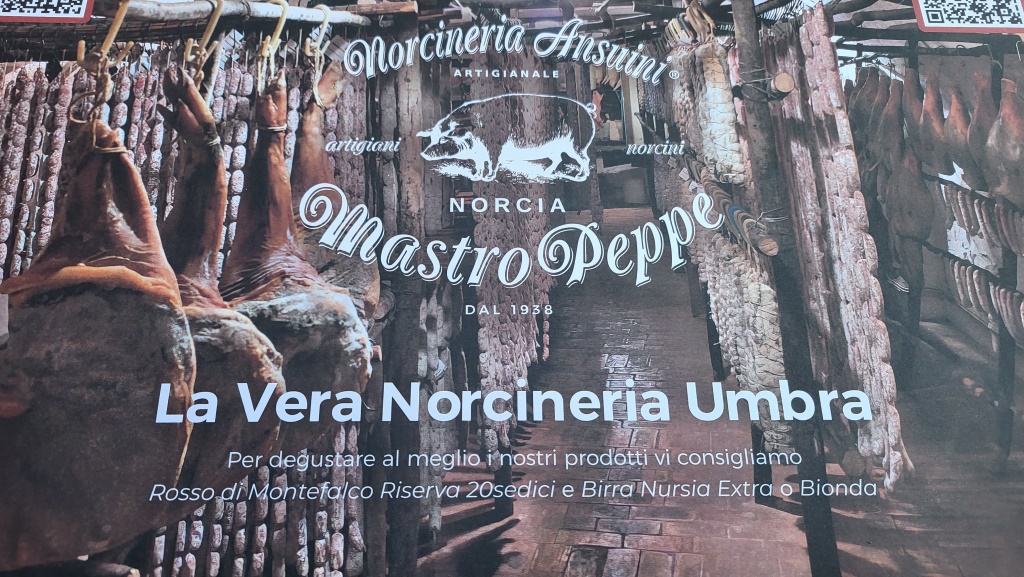 Norcineria Ansuini®
ARTIGIANALE
artigiani norcini
NORCIA
Mastro Peppe
DAL 1938
La Vera Norcineria Umbra
Per degustare al meglio i nostri prodotti vi consigliamo
Rosso di Montefalco Riserva 20sedici e Birra Nursia Extra o Bionda